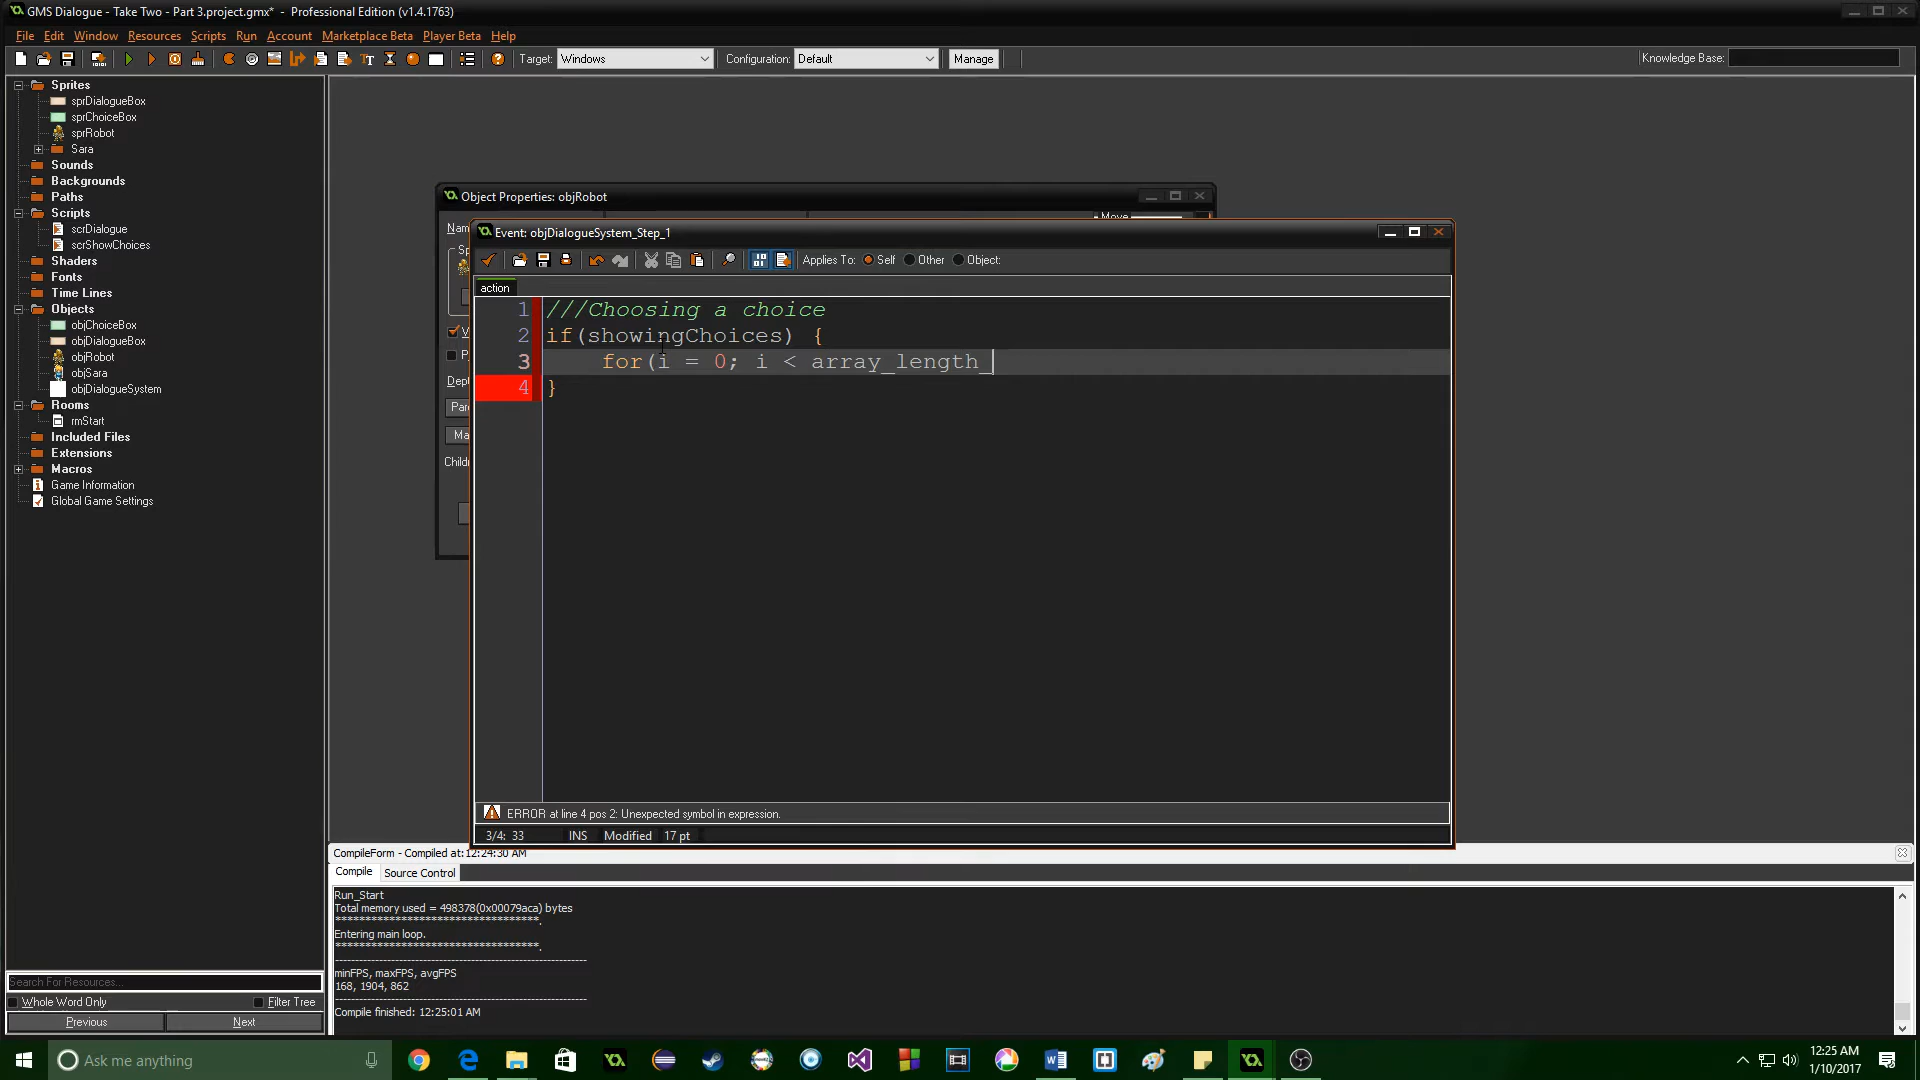 GMS Dialogue - Take Two - Part 3.project.gmx* - Professional Edition (v1.4.1763)
File Edit Window Resources Scripts Run Account Marketplace Beta Player Beta Help
Target: Windows Configuration: Default Manage Knowledge Base:
Sprites
sprDialogueBox
sprChoiceBox
sprRobot
Sara
Sounds
Backgrounds
Paths
Scripts
scrDialogue
scrShowChoices
Shaders
Fonts
Time Lines
Objects
objChoiceBox
objDialogueBox
objRobot
objSara
objDialogueSystem
Rooms
rmStart
Included Files
Extensions
Macros
Game Information
Global Game Settings
Search For Resources...
Whole Word Only Filter Tree
Previous Next
Object Properties: objRobot
Event: objDialogueSystem_Step_1
Applies To: Self Other Object:
action
1 ///Choosing a choice
2 if(showingChoices) {
3 for(i = 0; i < array_length_
4 }
ERROR at line 4 pos 2: Unexpected symbol in expression.
3/4: 33 INS Modified 17 pt
CompileForm - Compiled at:12:24:30 AM
Compile Source Control
Run_Start
Total memory used = 498378(0x00079aca) bytes
***********************************.
Entering main loop.
***********************************.
minFPS, maxFPS, avgFPS
168, 1904, 862
Compile finished: 12:25:01 AM
Ask me anything
12:25 AM
1/10/2017